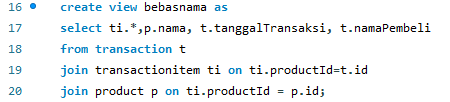 16 create view bebasnama as
17 select ti.*,p.nama, t.tanggalTransaksi, t.namaPembeli
18 from transaction t
19 join transactionitem ti on ti.productId=t.id
20 join product p on ti.productId = p.id;